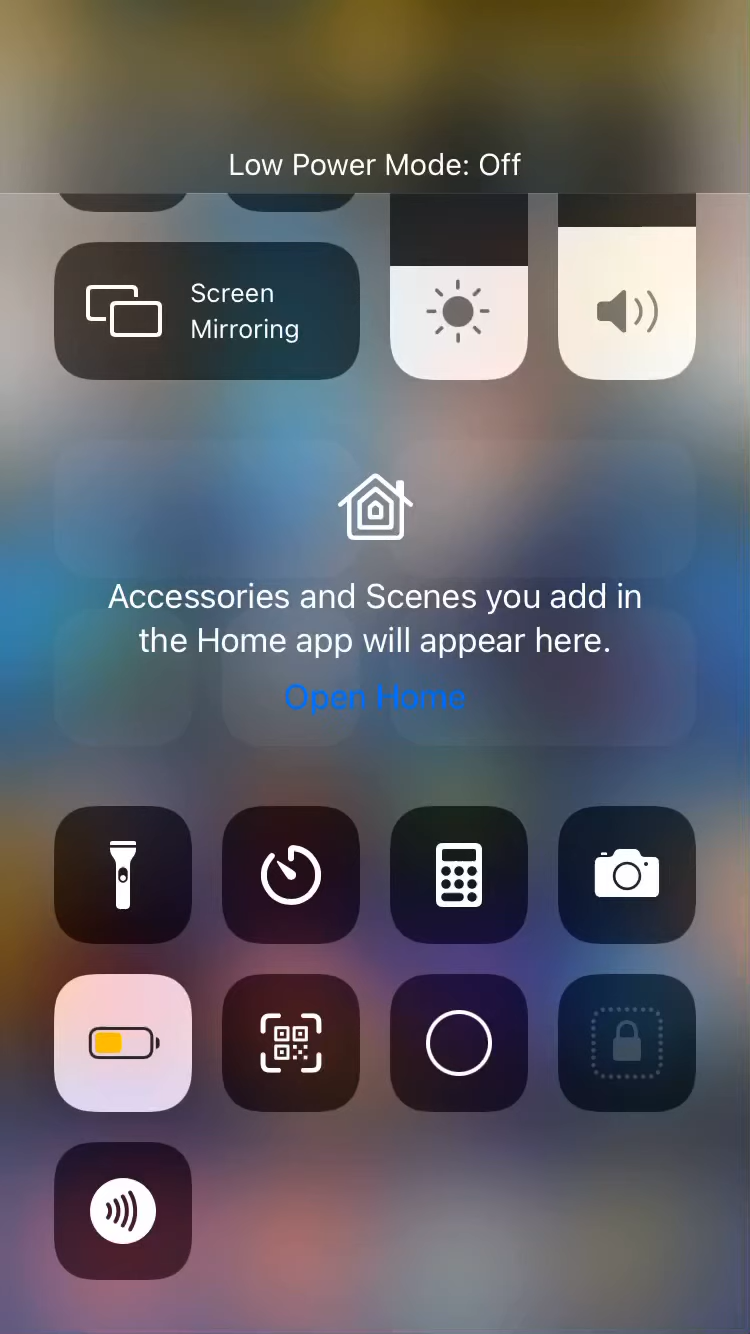 Low Power Mode: Off
Screen
Mirroring
Accessories and Scenes you add in
the Home app will appear here.
Open Home